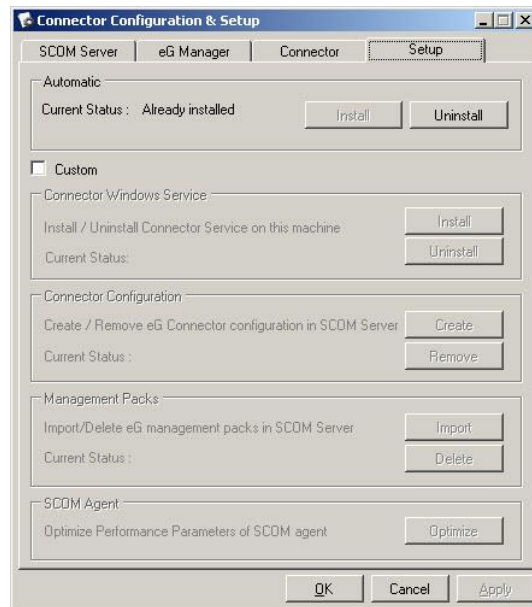 Connector Configuration & Setup
SCOM Server
eG Manager
Connector
Setup
Automatic
Current Status : Already installed
Install
Uninstall
Custom
Connector Windows Service
Install / Uninstall Connector Service on this machine
Install
Current Status:
Uninstall
Connector Configuration
Create / Remove eG Connector configuration in SCOM Server
Create
Current Status :
Remove
Management Packs
Import/Delete eG management packs in SCOM Server
Import
Current Status :
Delete
SCOM Agent
Optimize Performance Parameters of SCOM agent
Optimize
OK
Cancel
Apply